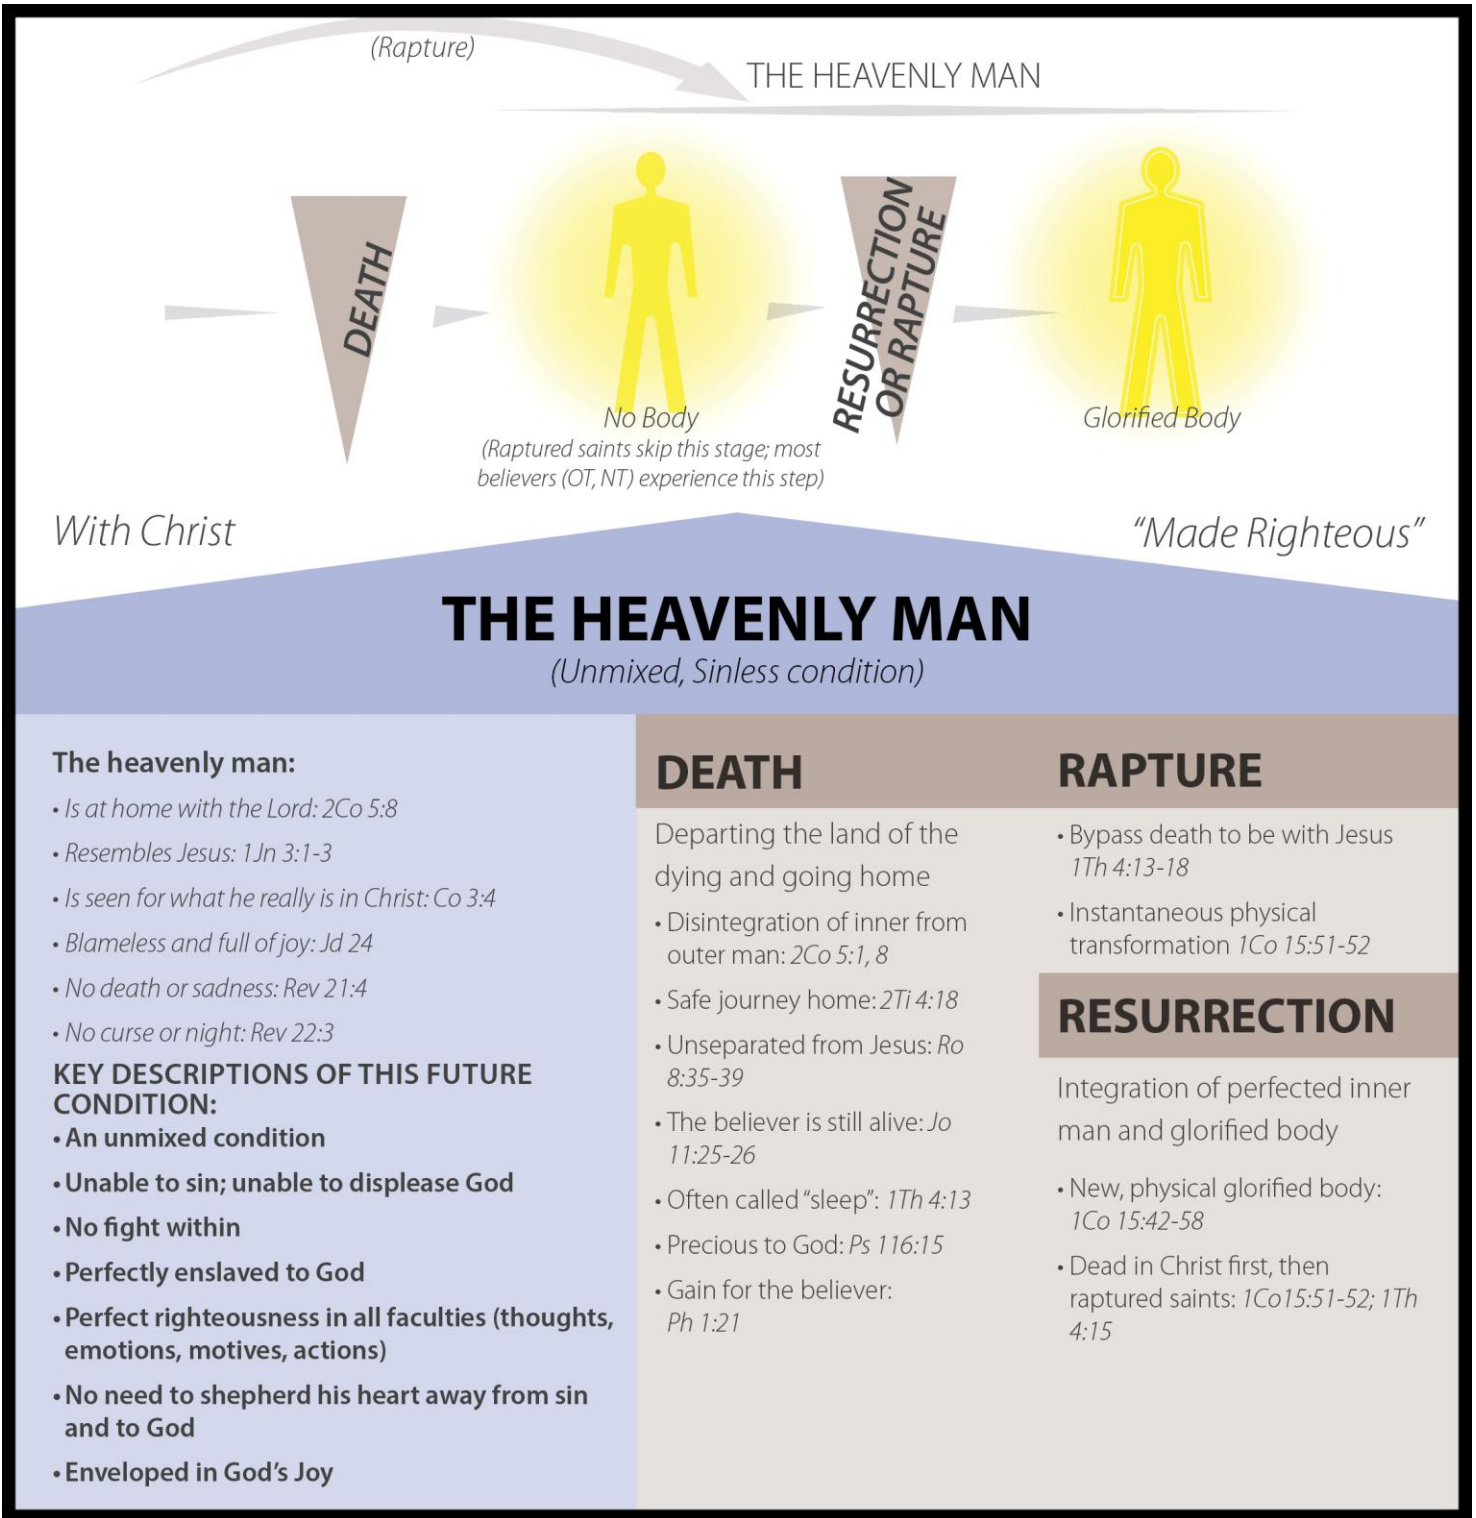 (Rapture)
THE HEAVENLY MAN
DEATH
RESURRECTION
OR RAPTURE
No Body
(Raptured saints skip this stage; most
believers (OT, NT) experience this step)
Glorified Body
With Christ
"Made Righteous"
THE HEAVENLY MAN
(Unmixed, Sinless condition)
The heavenly man:
• Is at home with the Lord: 2Co 5:8
• Resembles Jesus: 1Jn 3:1-3
• Is seen for what he really is in Christ: Co 3:4
• Blameless and full of joy: Jd 24
• No death or sadness: Rev 21:4
• No curse or night: Rev 22:3
KEY DESCRIPTIONS OF THIS FUTURE
CONDITION:
• An unmixed condition
• Unable to sin; unable to displease God
• No fight within
• Perfectly enslaved to God
• Perfect righteousness in all faculties (thoughts,
emotions, motives, actions)
• No need to shepherd his heart away from sin
and to God
• Enveloped in God's Joy
DEATH
Departing the land of the
dying and going home
• Disintegration of inner from
outer man: 2Co 5:1, 8
• Safe journey home: 2Ti 4:18
• Unseparated from Jesus: Ro
8:35-39
• The believer is still alive: Jo
11:25-26
• Often called "sleep": 1Th 4:13
• Precious to God: Ps 116:15
• Gain for the believer:
Ph 1:21
RAPTURE
• Bypass death to be with Jesus
1Th 4:13-18
• Instantaneous physical
transformation 1Co 15:51-52
RESURRECTION
Integration of perfected inner
man and glorified body
• New, physical glorified body:
1Co 15:42-58
• Dead in Christ first, then
raptured saints: 1Co15:51-52; 1Th
4:15